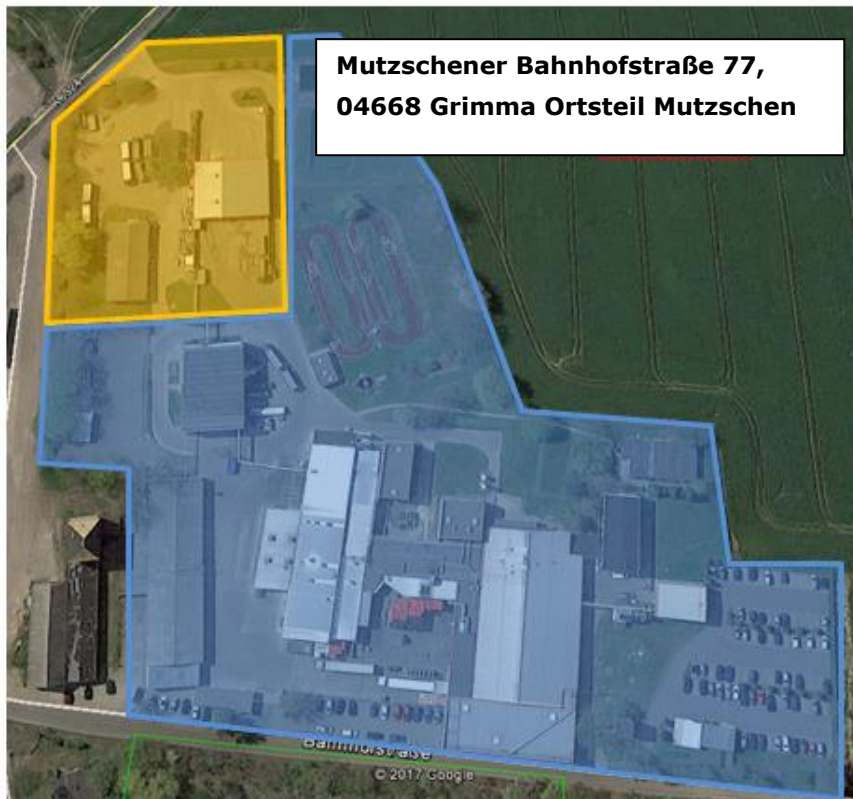 Mutzschener Bahnhofstraße 77,
04668 Grimma Ortsteil Mutzschen
Bahnhofstraße
© 2017 Google